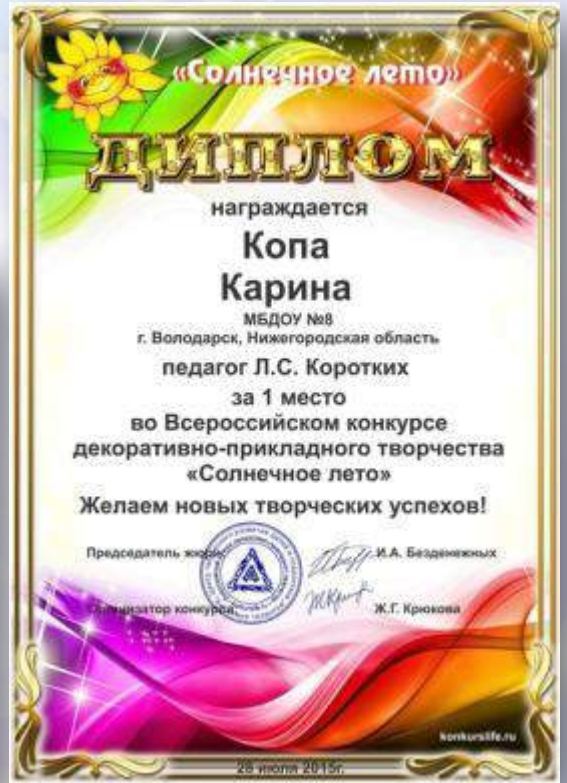 «Солнечное лето»
ДИПЛОМ
награждается
Копа
Карина
МБДОУ №8
г. Володарск, Нижегородская область
педагог Л.С. Коротких
за 1 место
во Всероссийском конкурсе
декоративно-прикладного творчества
«Солнечное лето»
Желаем новых творческих успехов!
Председатель жюри: И.А. Безденежных
Организатор конкурса: Ж.Г. Крюкова
konkurslife.ru
28 июля 2015г.